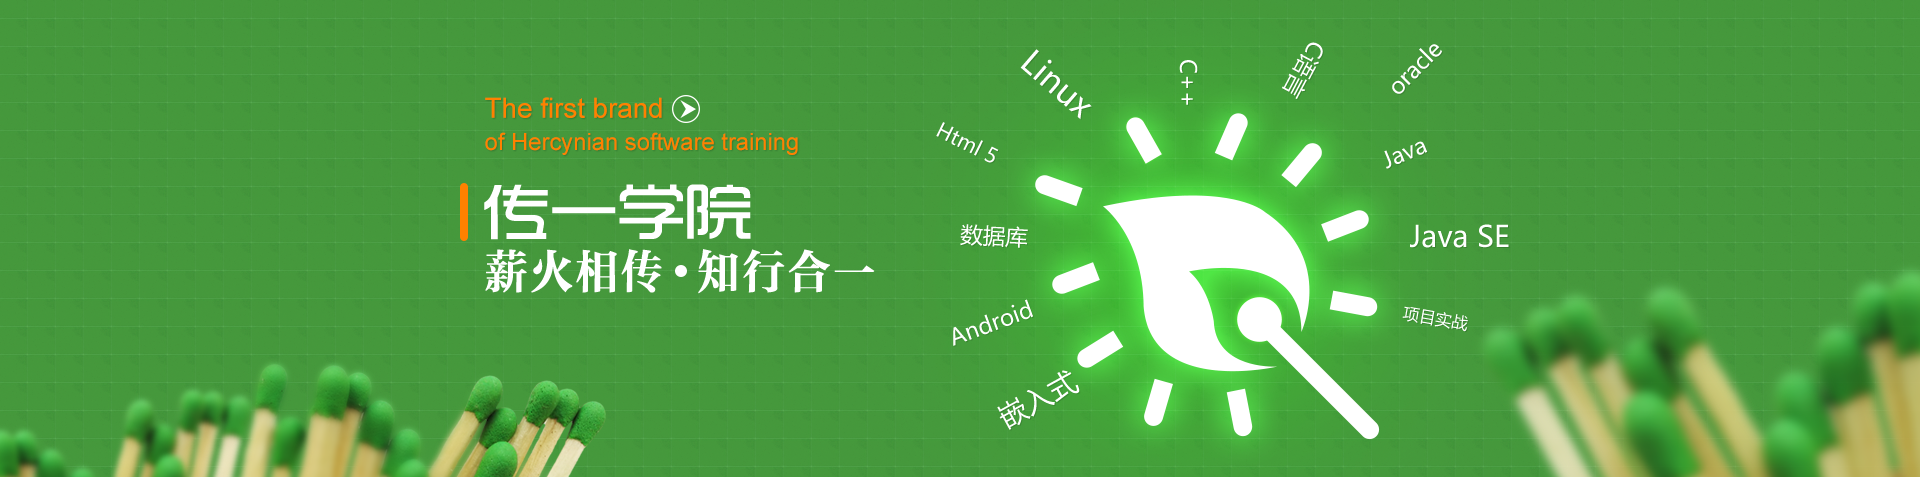 The first brand
of Hercynian software training
传一学院
薪火相传·知行合一
Linux
C++
C语言
oracle
Html 5
Java
数据库
Java SE
Android
项目实战
嵌入式